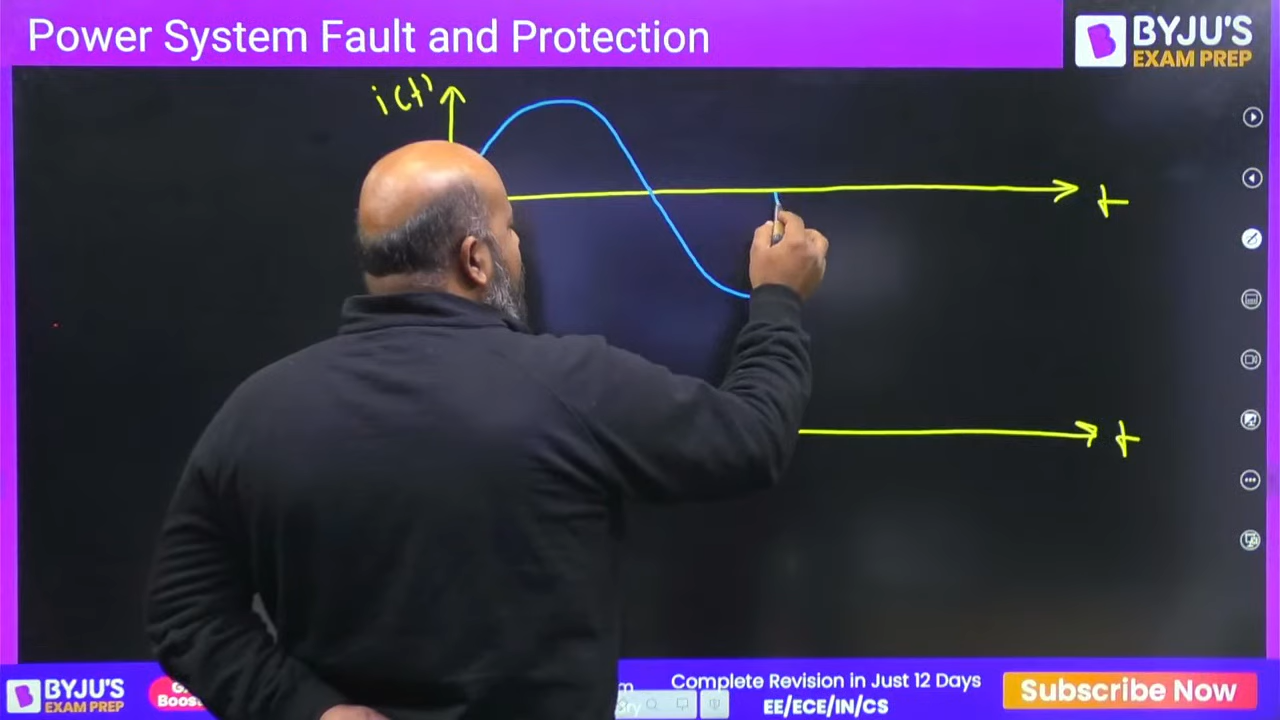 Power System Fault and Protection
BYJU'S
EXAM PREP
i(t)
t
t
BYJU'S
EXAM PREP
Complete Revision in Just 12 Days
EE/ECE/IN/CS
Subscribe Now